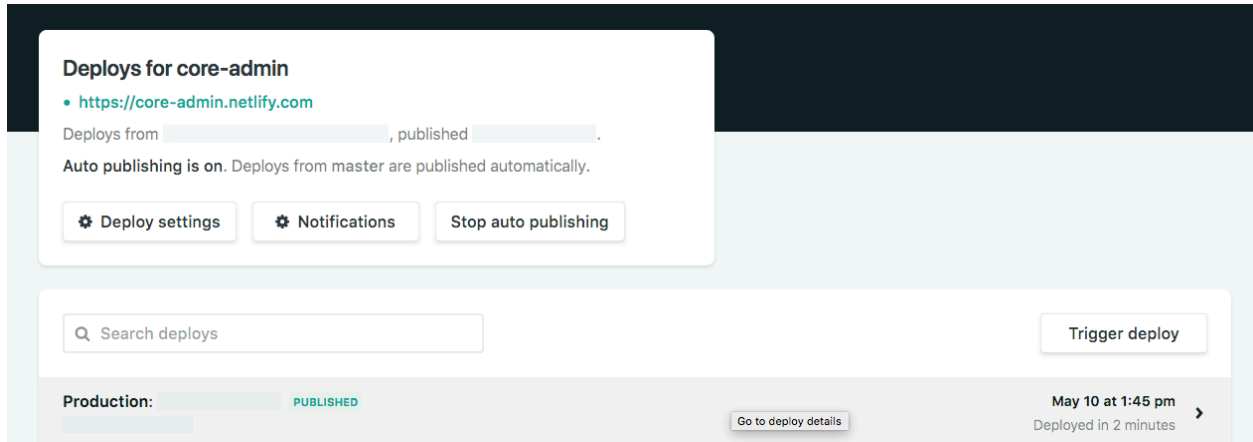 Deploys for core-admin
• https://core-admin.netlify.com
Deploys from , published .
Auto publishing is on. Deploys from master are published automatically.
Deploy settings Notifications Stop auto publishing
Search deploys Trigger deploy
Production: PUBLISHED May 10 at 1:45 pm
Go to deploy details Deployed in 2 minutes